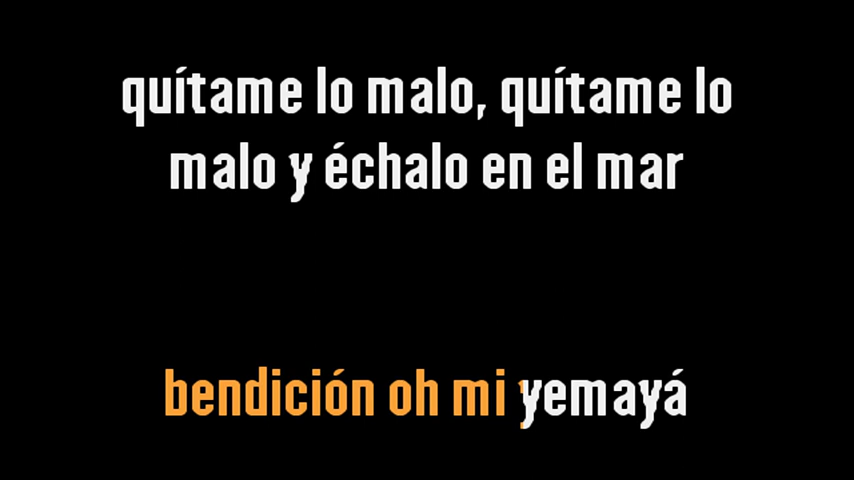 quítame lo malo, quítame lo
malo y échalo en el mar
bendición oh mi yemayá